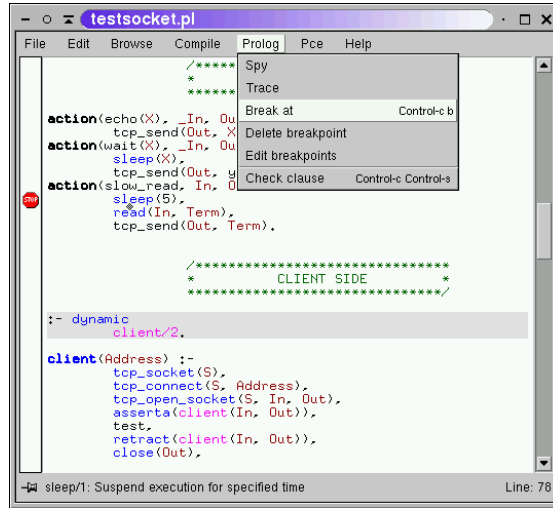 testsocket.pl
File Edit Browse Compile Prolog Pce Help
Spy
Trace
Break at Control-c b
Delete breakpoint
Edit breakpoints
Check clause Control-c Control-s
/*****
*
******
action(echo(X), _In, Ou
tcp_send(Out, X
action(wait(X), _In, Ou
sleep(X),
tcp_send(Out, y
action(slow_read, In, O
STOP
sleep(5),
read(In, Term),
tcp_send(Out, Term).
/*******************************
* CLIENT SIDE *
*******************************/
:- dynamic
client/2.
client(Address) :-
tcp_socket(S),
tcp_connect(S, Address),
tcp_open_socket(S, In, Out),
asserta(client(In, Out)),
test,
retract(client(In, Out)),
close(Out),
sleep/1: Suspend execution for specified time Line: 78